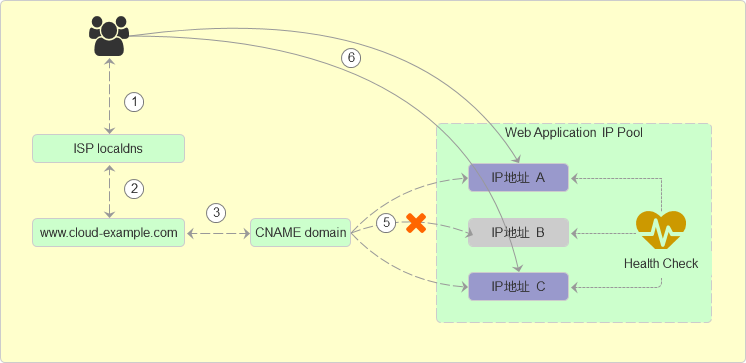 ⑥
①
Web Application IP Pool
ISP localdns
IP地址 A
②
③
www.cloud-example.com
CNAME domain
⑤
IP地址 B
Health Check
IP地址 C